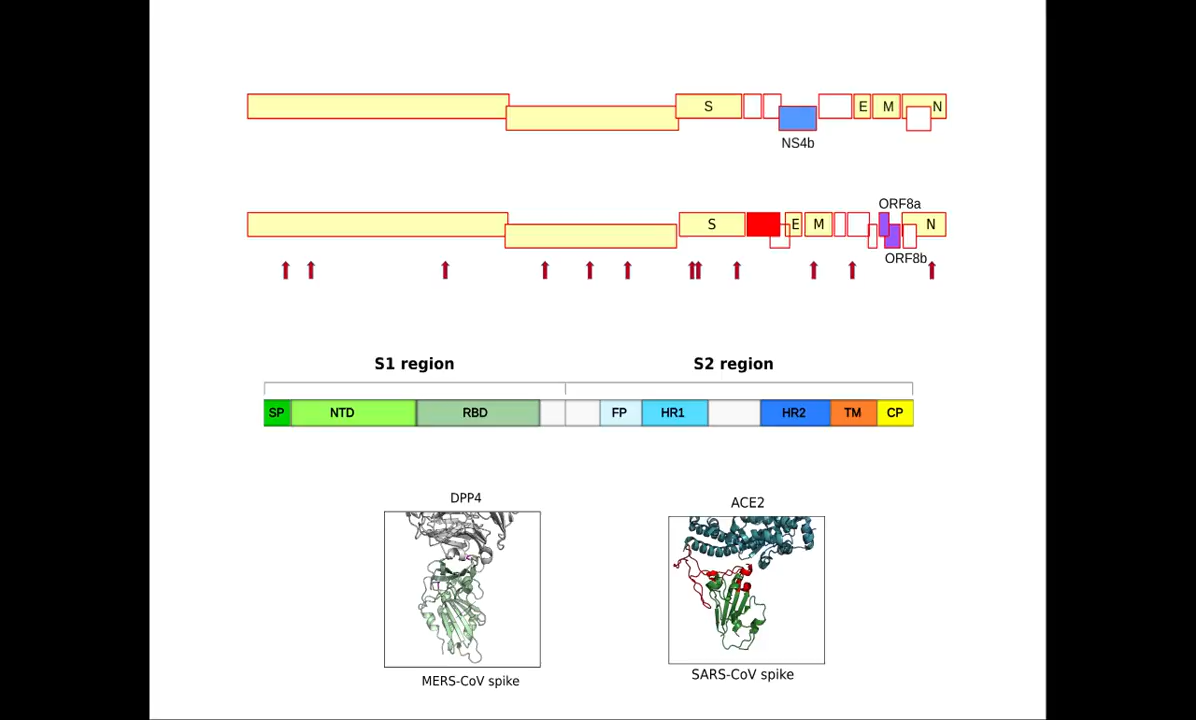 S
E
M
N
NS4b
ORF8a
S
E
M
N
ORF8b
S1 region
S2 region
SP
NTD
RBD
FP
HR1
HR2
TM
CP
DPP4
ACE2
MERS-CoV spike
SARS-CoV spike